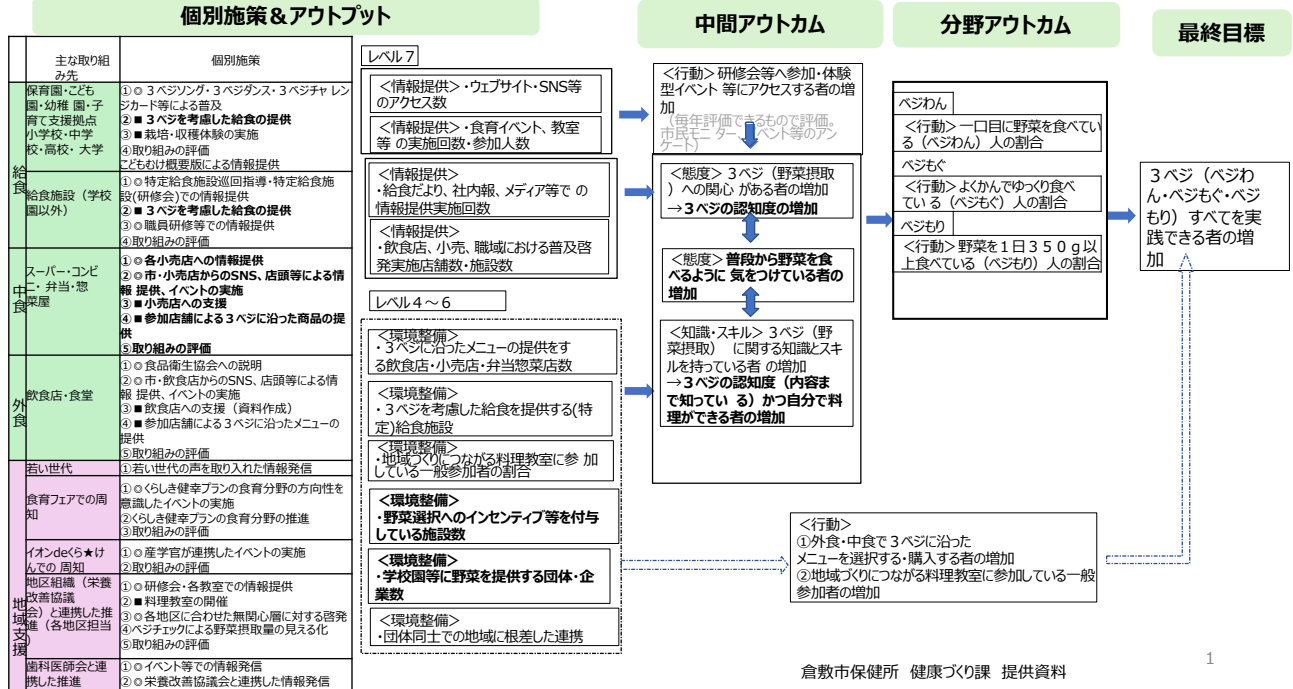 個別施策＆アウトプット
中間アウトカム
分野アウトカム
最終目標
主な取り組
み先
個別施策
給食
保育園・こども
園・幼稚 園・子
育て支援拠点
小学校・中学
校・高校・ 大学
①◎３ベジソング・３ベジダンス・３ベジチャ レン
ジカード等による普及
②■３ベジを考慮した給食の提供
③■栽培・収穫体験の実施
④取り組みの評価
こどもむけ概要版による情報提供
給食施設（学校
園以外）
①◎特定給食施設巡回指導・特定給食施
設(研修会)での情報提供
②■３ベジを考慮した給食の提供
③◎職員研修等での情報提供
④取り組みの評価
中食
スーパー・コンビ
ニ・ 弁当・惣
菜屋
①◎各小売店への情報提供
②◎市・小売店からのSNS、店頭等による情
報 提供、イベントの実施
③■小売店への支援
④■参加店舗による３ベジに沿った商品の提
供
⑤取り組みの評価
外食
飲食店・食堂
①◎食品衛生協会への説明
②◎市・飲食店からのSNS、店頭等による情
報 提供、イベントの実施
③■飲食店への支援（資料作成）
④■参加店舗による３ベジに沿ったメニューの
提供
⑤取り組みの評価
地域支援
若い世代
①若い世代の声を取り入れた情報発信
食育フェアでの周
知
①◎くらしき健幸プランの食育分野の方向性を
意識したイベントの実施
②くらしき健幸プランの食育分野の推進
③取り組みの評価
イオンdeくら★け
んでの 周知
①◎産学官が連携したイベントの実施
②取り組みの評価
地区組織（栄養
改善協議
会）と連携した推
進（各地区担当
）
①◎研修会・各教室での情報提供
②■料理教室の開催
③◎各地区に合わせた無関心層に対する啓発
④ベジチェックによる野菜摂取量の見える化
⑤取り組みの評価
歯科医師会と連
携した推進
①◎イベント等での情報発信
②◎栄養改善協議会と連携した情報発信
レベル７
＜情報提供＞・ウェブサイト・SNS等
のアクセス数
＜情報提供＞・食育イベント、教室
等 の実施回数・参加人数
＜情報提供＞
・給食だより、社内報、メディア等で の
情報提供実施回数
＜情報提供＞
・飲食店、小売、職域における普及啓
発実施店舗数・施設数
レベル４～６
＜環境整備＞
・３ベジに沿ったメニューの提供をす
る飲食店・小売店・弁当惣菜店数
＜環境整備＞
・３ベジを考慮した給食を提供する(特
定)給食施設
＜環境整備＞
・地域づくりにつながる料理教室に参 加
している一般参加者の割合
＜環境整備＞
・野菜選択へのインセンティブ等を付与
している施設数
＜環境整備＞
・学校園等に野菜を提供する団体・企
業数
＜環境整備＞
・団体同士での地域に根差した連携
＜行動＞研修会等へ参加・体験
型イベント 等にアクセスする者の増
加
（毎年評価できるもので評価。
市民モニ ター、イベント等のアン
ケート）
＜態度＞３ベジ（野菜摂取
）への関心 がある者の増加
→３ベジの認知度の増加
＜態度＞普段から野菜を食
べるように 気をつけている者の
増加
＜知識・スキル＞３ベジ（野
菜摂取） に関する知識とスキ
ルを持っている者 の増加
→３ベジの認知度（内容ま
で知ってい る）かつ自分で料
理ができる者の増加
ベジわん
＜行動＞一口目に野菜を食べてい
る（ベジわん）人の割合
ベジもぐ
＜行動＞よくかんでゆっくり食べ
てい る（ベジもぐ）人の割合
ベジもり
＜行動＞野菜を１日３５０ｇ以
上食べている（ベジもり）人の割合
３ベジ（ベジわ
ん・ベジもぐ・ベジ
もり）すべてを実
践できる者の増
加
＜行動＞
①外食・中食で３ベジに沿った
メニューを選択する・購入する者の増加
②地域づくりにつながる料理教室に参加している一般
参加者の増加
倉敷市保健所 健康づくり課 提供資料
1